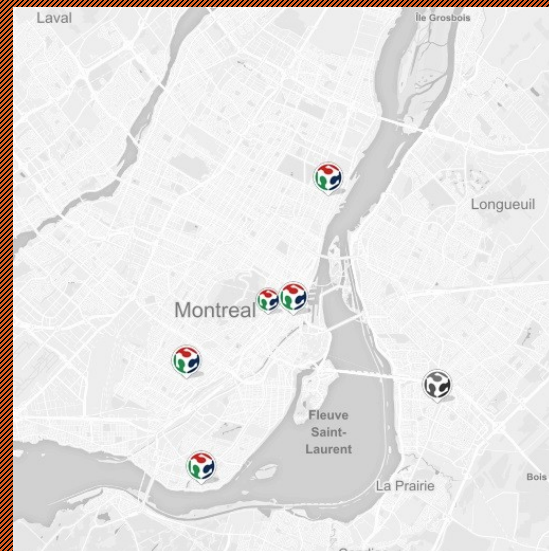 Laval
Île Grosbois
Longueuil
Montreal
Fleuve
Saint-
Laurent
Bois
La Prairie